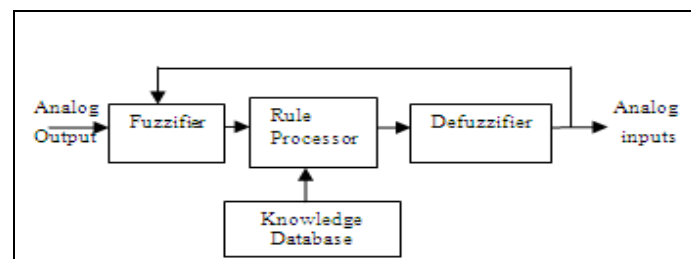 Analog
Output
Fuzzifier
Rule
Processor
Defuzzifier
Analog
inputs
Knowledge
Database